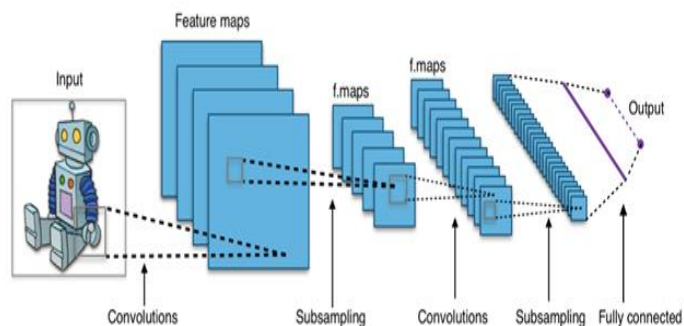 Feature maps
Input
f.maps
f.maps
Output
Convolutions
Subsampling
Convolutions
Subsampling
Fully connected